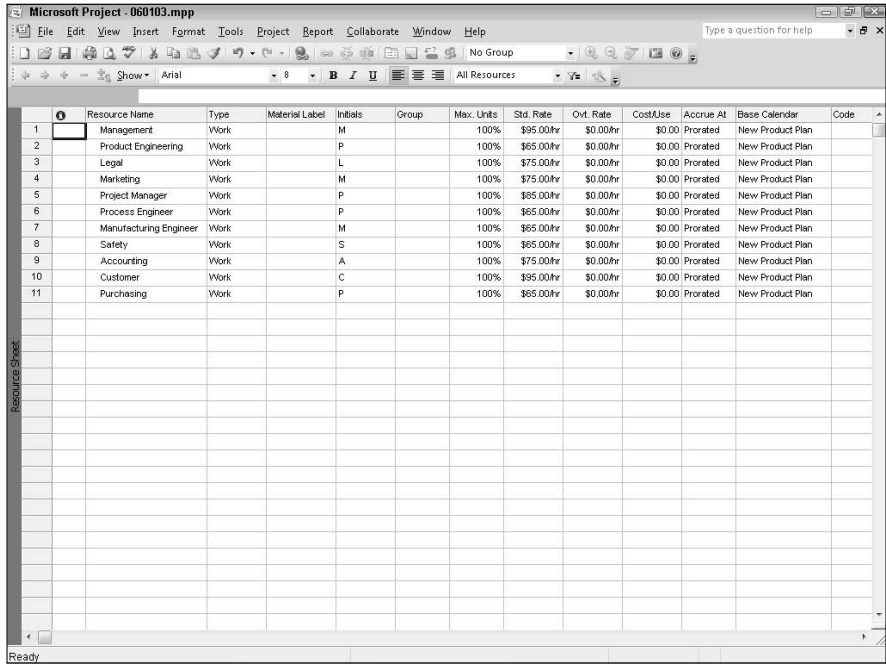 Microsoft Project - 060103.mpp
File Edit View Insert Format Tools Project Report Collaborate Window Help
Type a question for help
No Group
Show Arial 8 B I U All Resources
Resource Name Type Material Label Initials Group Max. Units Std. Rate Ovt. Rate Cost/Use Accrue At Base Calendar Code
1 Management Work M 100% $95.00/hr $0.00/hr $0.00 Prorated New Product Plan
2 Product Engineering Work P 100% $65.00/hr $0.00/hr $0.00 Prorated New Product Plan
3 Legal Work L 100% $75.00/hr $0.00/hr $0.00 Prorated New Product Plan
4 Marketing Work M 100% $75.00/hr $0.00/hr $0.00 Prorated New Product Plan
5 Project Manager Work P 100% $85.00/hr $0.00/hr $0.00 Prorated New Product Plan
6 Process Engineer Work P 100% $65.00/hr $0.00/hr $0.00 Prorated New Product Plan
7 Manufacturing Engineer Work M 100% $65.00/hr $0.00/hr $0.00 Prorated New Product Plan
8 Safety Work S 100% $65.00/hr $0.00/hr $0.00 Prorated New Product Plan
9 Accounting Work A 100% $75.00/hr $0.00/hr $0.00 Prorated New Product Plan
10 Customer Work C 100% $95.00/hr $0.00/hr $0.00 Prorated New Product Plan
11 Purchasing Work P 100% $65.00/hr $0.00/hr $0.00 Prorated New Product Plan
Resource Sheet
Ready